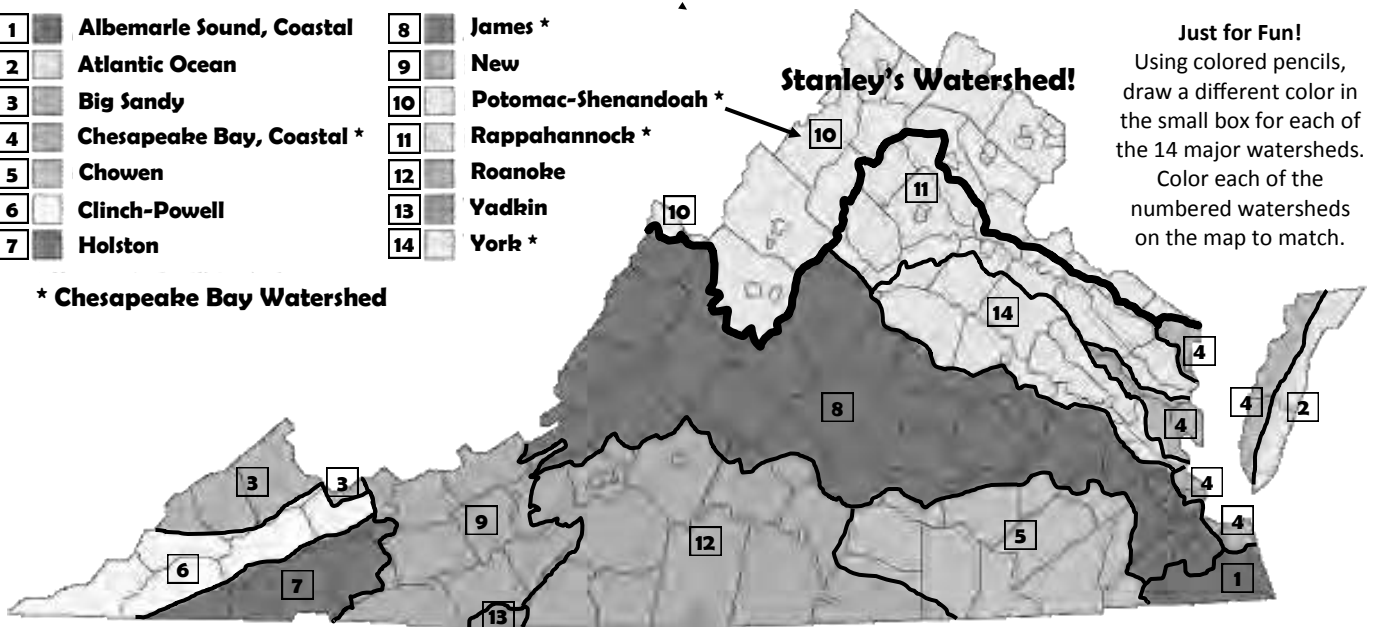 1 Albemarle Sound, Coastal
2 Atlantic Ocean
3 Big Sandy
4 Chesapeake Bay, Coastal *
5 Chowen
6 Clinch-Powell
7 Holston
8 James *
9 New
10 Potomac-Shenandoah *
11 Rappahannock *
12 Roanoke
13 Yadkin
14 York *
* Chesapeake Bay Watershed
Stanley's Watershed!
Just for Fun!
Using colored pencils,
draw a different color in
the small box for each of
the 14 major watersheds.
Color each of the
numbered watersheds
on the map to match.
10
11
10
14
4
8
4
2
4
3
3
4
9
12
5
4
6
7
1
13